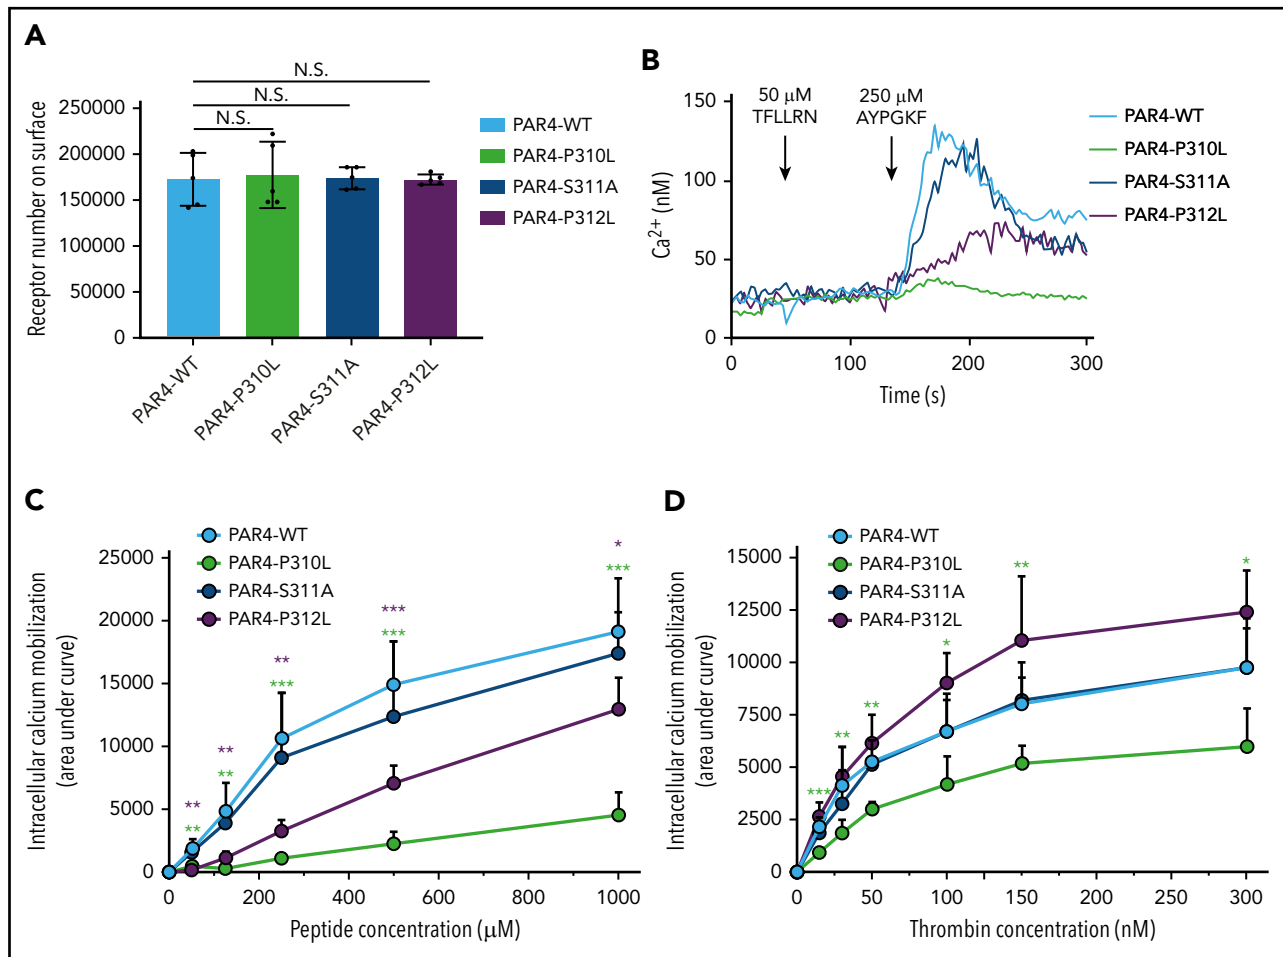 A
N.S.
N.S.
N.S.
Receptor number on surface
250000
200000
150000
100000
50000
0
PAR4-WT
PAR4-P310L
PAR4-S311A
PAR4-P312L
PAR4-WT
PAR4-P310L
PAR4-S311A
PAR4-P312L
B
50 μM
TFLLRN
250 μM
AYPGKF
Ca²⁺ (nM)
150
100
50
0
0
100
200
300
Time (s)
PAR4-WT
PAR4-P310L
PAR4-S311A
PAR4-P312L
C
PAR4-WT
PAR4-P310L
PAR4-S311A
PAR4-P312L
Intracellular calcium mobilization
(area under curve)
25000
20000
15000
10000
5000
0
**
**
**
**
**
***
***
***
*
***
0
200
400
600
800
1000
Peptide concentration (μM)
D
PAR4-WT
PAR4-P310L
PAR4-S311A
PAR4-P312L
Intracellular calcium mobilization
(area under curve)
15000
12500
10000
7500
5000
2500
0
***
**
**
*
**
*
0
50
100
150
200
250
300
Thrombin concentration (nM)